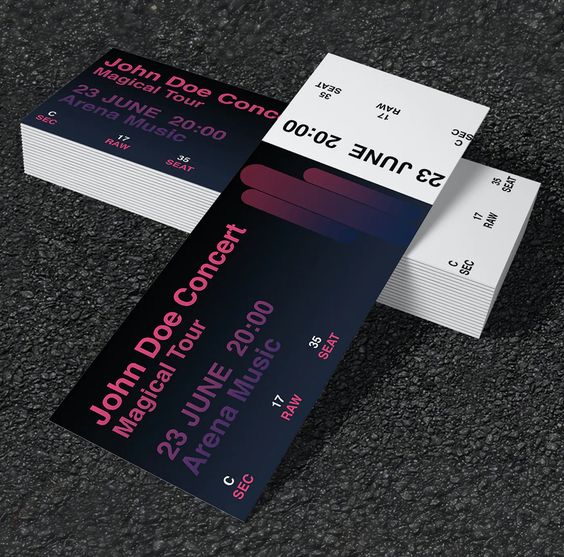 John Doe Conc
Magical Tour
23 JUNE 20:00
Arena Music
C
SEC
17
RAW
35
SEAT
C
SEC
17
RAW
35
SEAT
23 JUNE 20:00
John Doe Concert
Magical Tour
23 JUNE 20:00
Arena Music
C
SEC
17
RAW
35
SEAT
C
SEC
17
RAW
35
SEAT